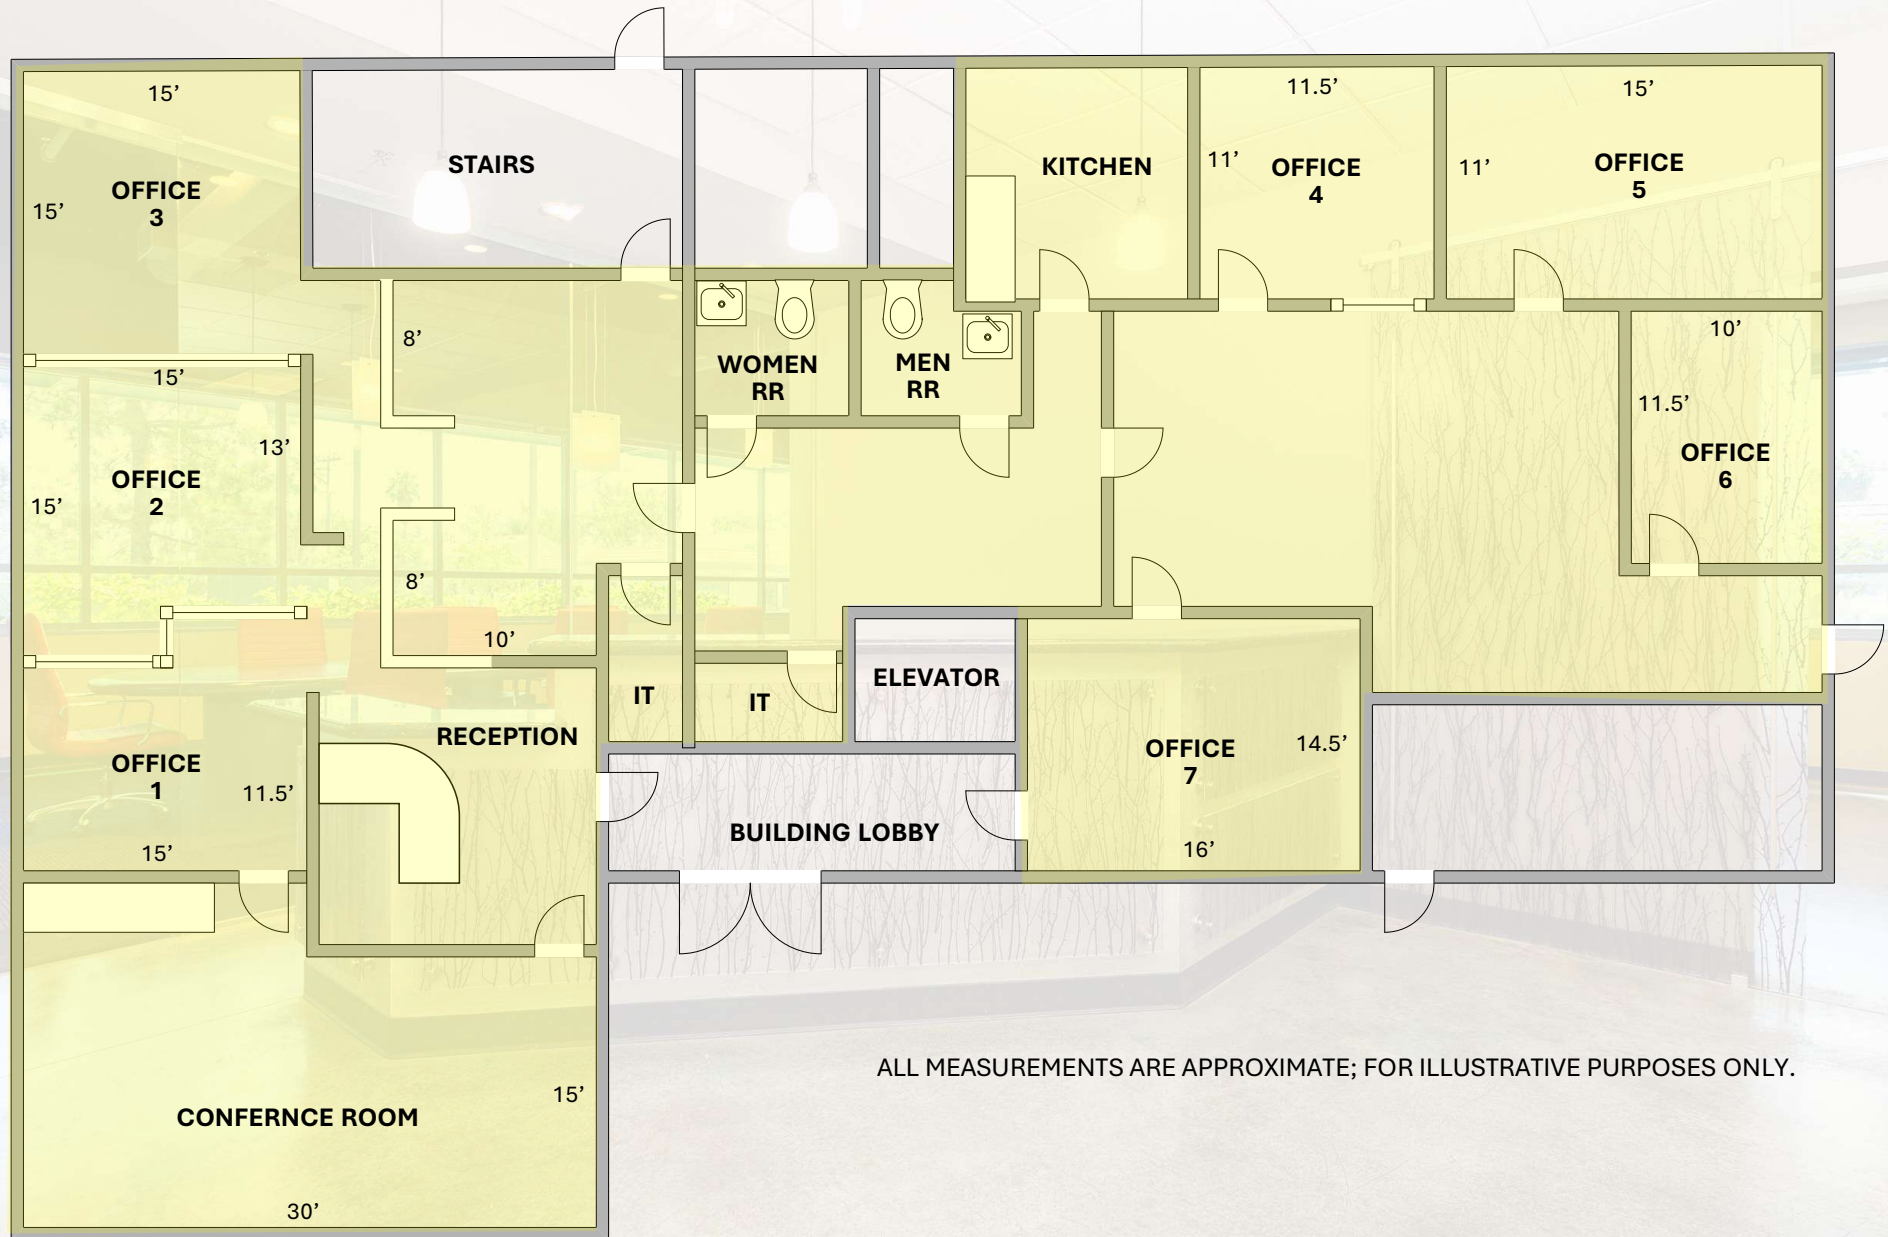 15’
15’
OFFICE
3
STAIRS
KITCHEN
11.5’
11’
OFFICE
4
15’
11’
OFFICE
5
8’
15’
13’
OFFICE
2
15’
WOMEN
RR
MEN
RR
10’
11.5’
OFFICE
6
8’
10’
IT
IT
ELEVATOR
RECEPTION
OFFICE
1
11.5’
15’
BUILDING LOBBY
OFFICE
7
14.5’
16’
CONFERNCE ROOM
15’
30’
ALL MEASUREMENTS ARE APPROXIMATE; FOR ILLUSTRATIVE PURPOSES ONLY.